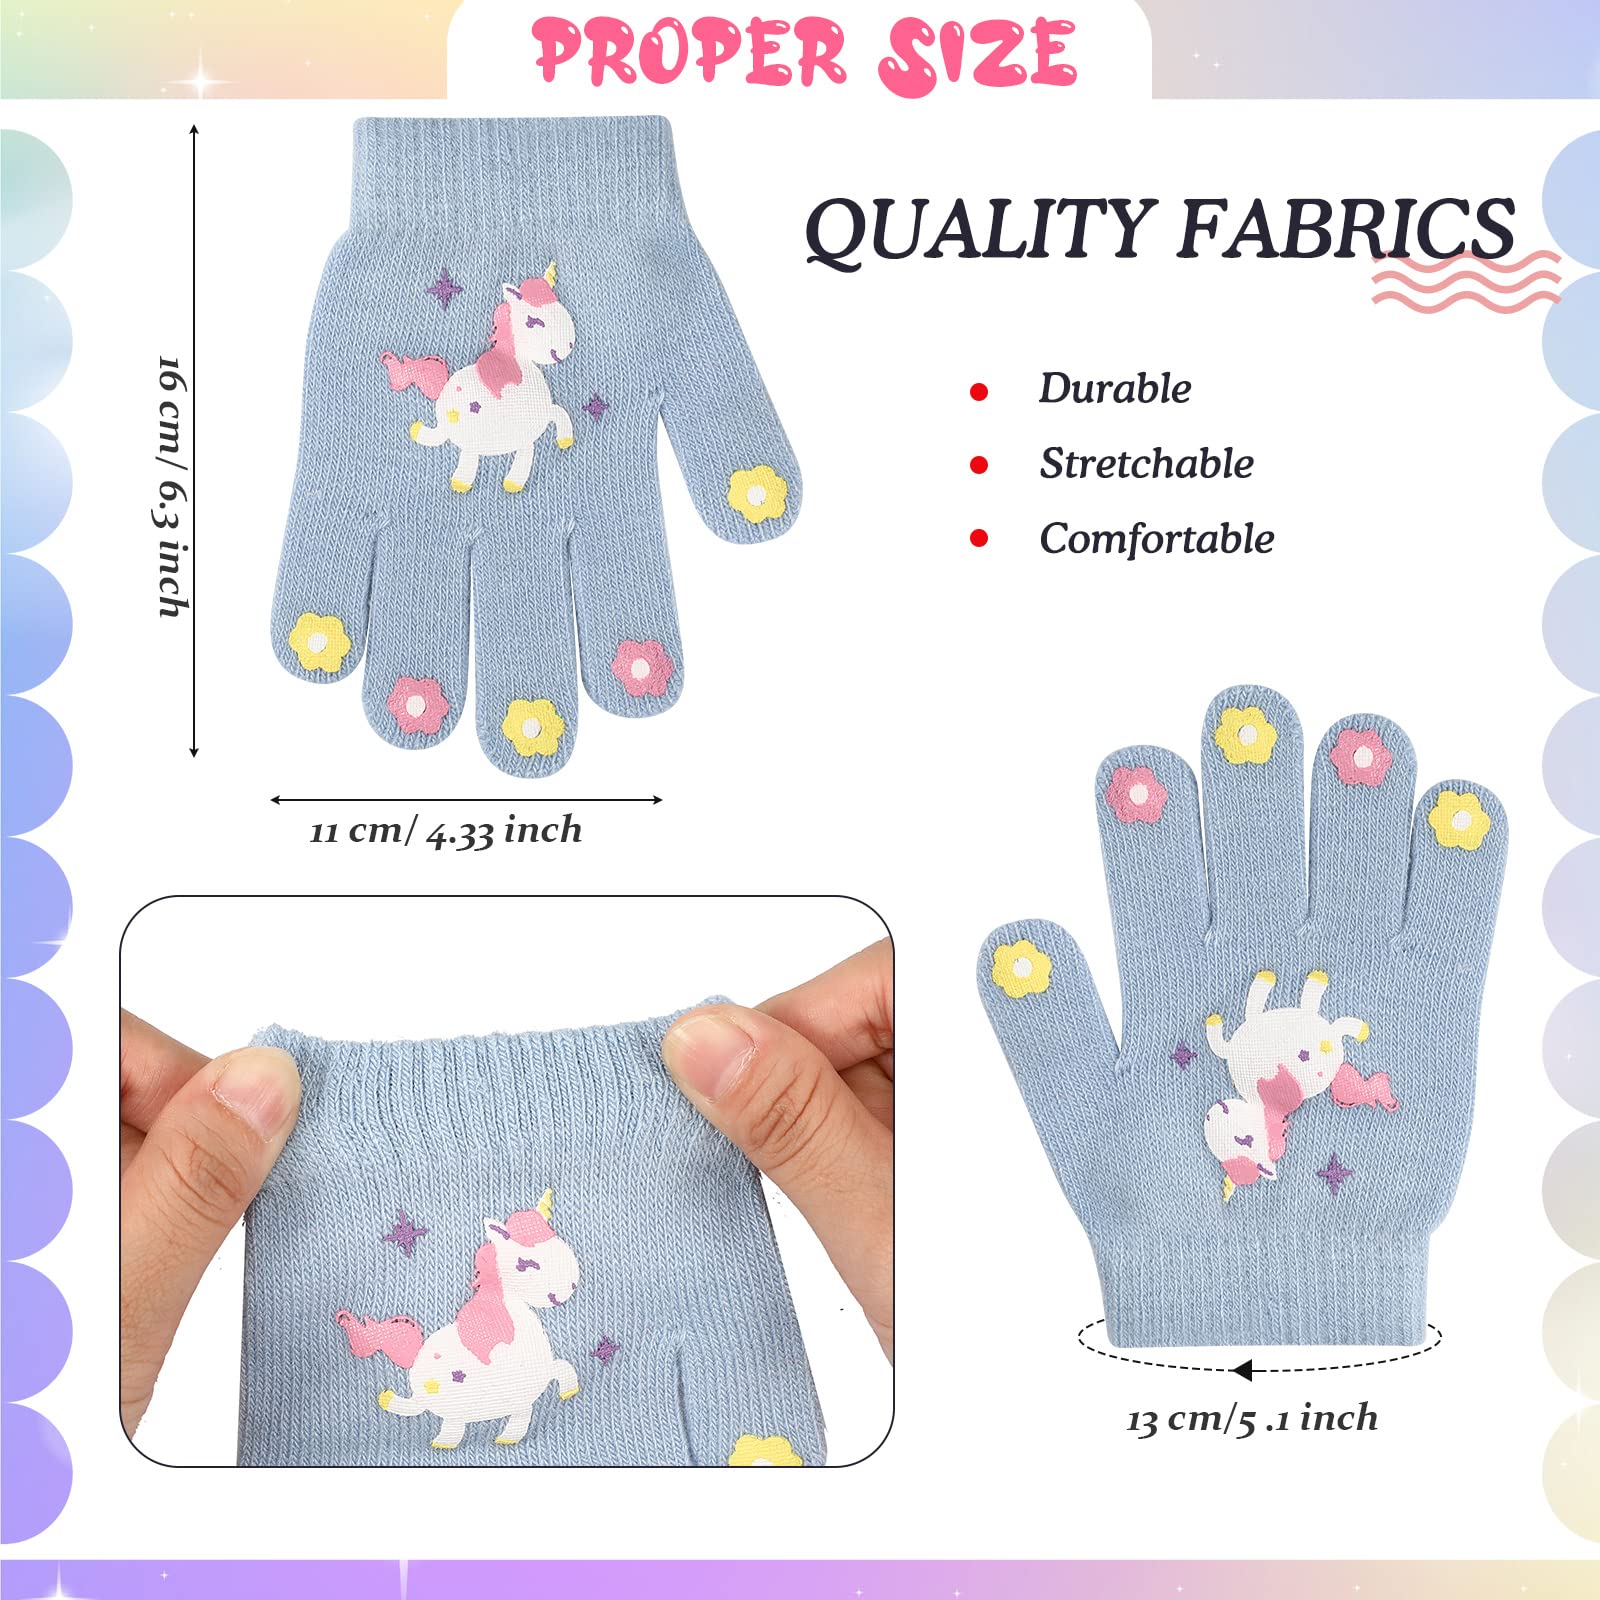 PROPER SIZE
QUALITY FABRICS
Durable
Stretchable
Comfortable
16 cm/ 6.3 inch
11 cm/ 4.33 inch
13 cm/5 .1 inch